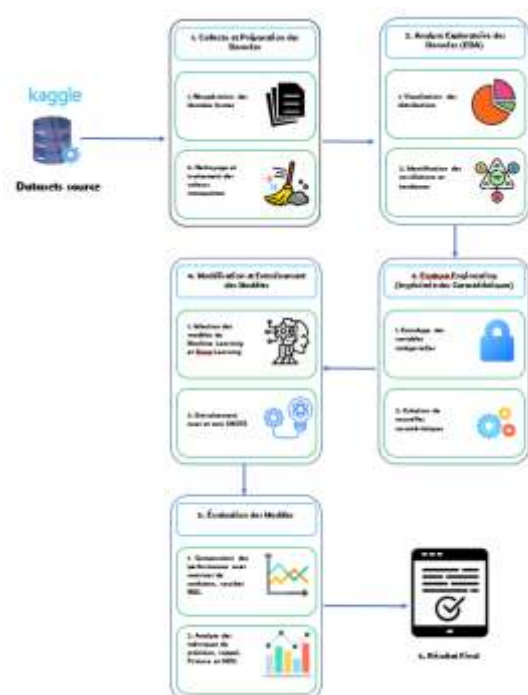 kaggle
Datasets source
1. Collecte et Préparation des
Données
1. Récupération des
données brutes
2. Nettoyage et
traitement des
valeurs
manquantes
2. Analyse Exploratoire des
Données (EDA)
1. Visualisation des
distributions
2. Identification des
corrélations et
tendances
3. Feature Engineering
(Ingénierie des Caractéristiques)
1. Encodage des
variables
catégorielles
2. Création de
nouvelles
caractéristiques
4. Modélisation et Entraînement
des Modèles
1. Sélection des
modèles de
Machine Learning
et Deep Learning
2. Entraînement
avec et sans SMOTE
5. Évaluation des Modèles
1. Comparaison des
performances avec
matrices de
confusion, courbes
ROC.
2. Analyse des
métriques de
précision, rappel,
F1-score et
6. Résultat Final